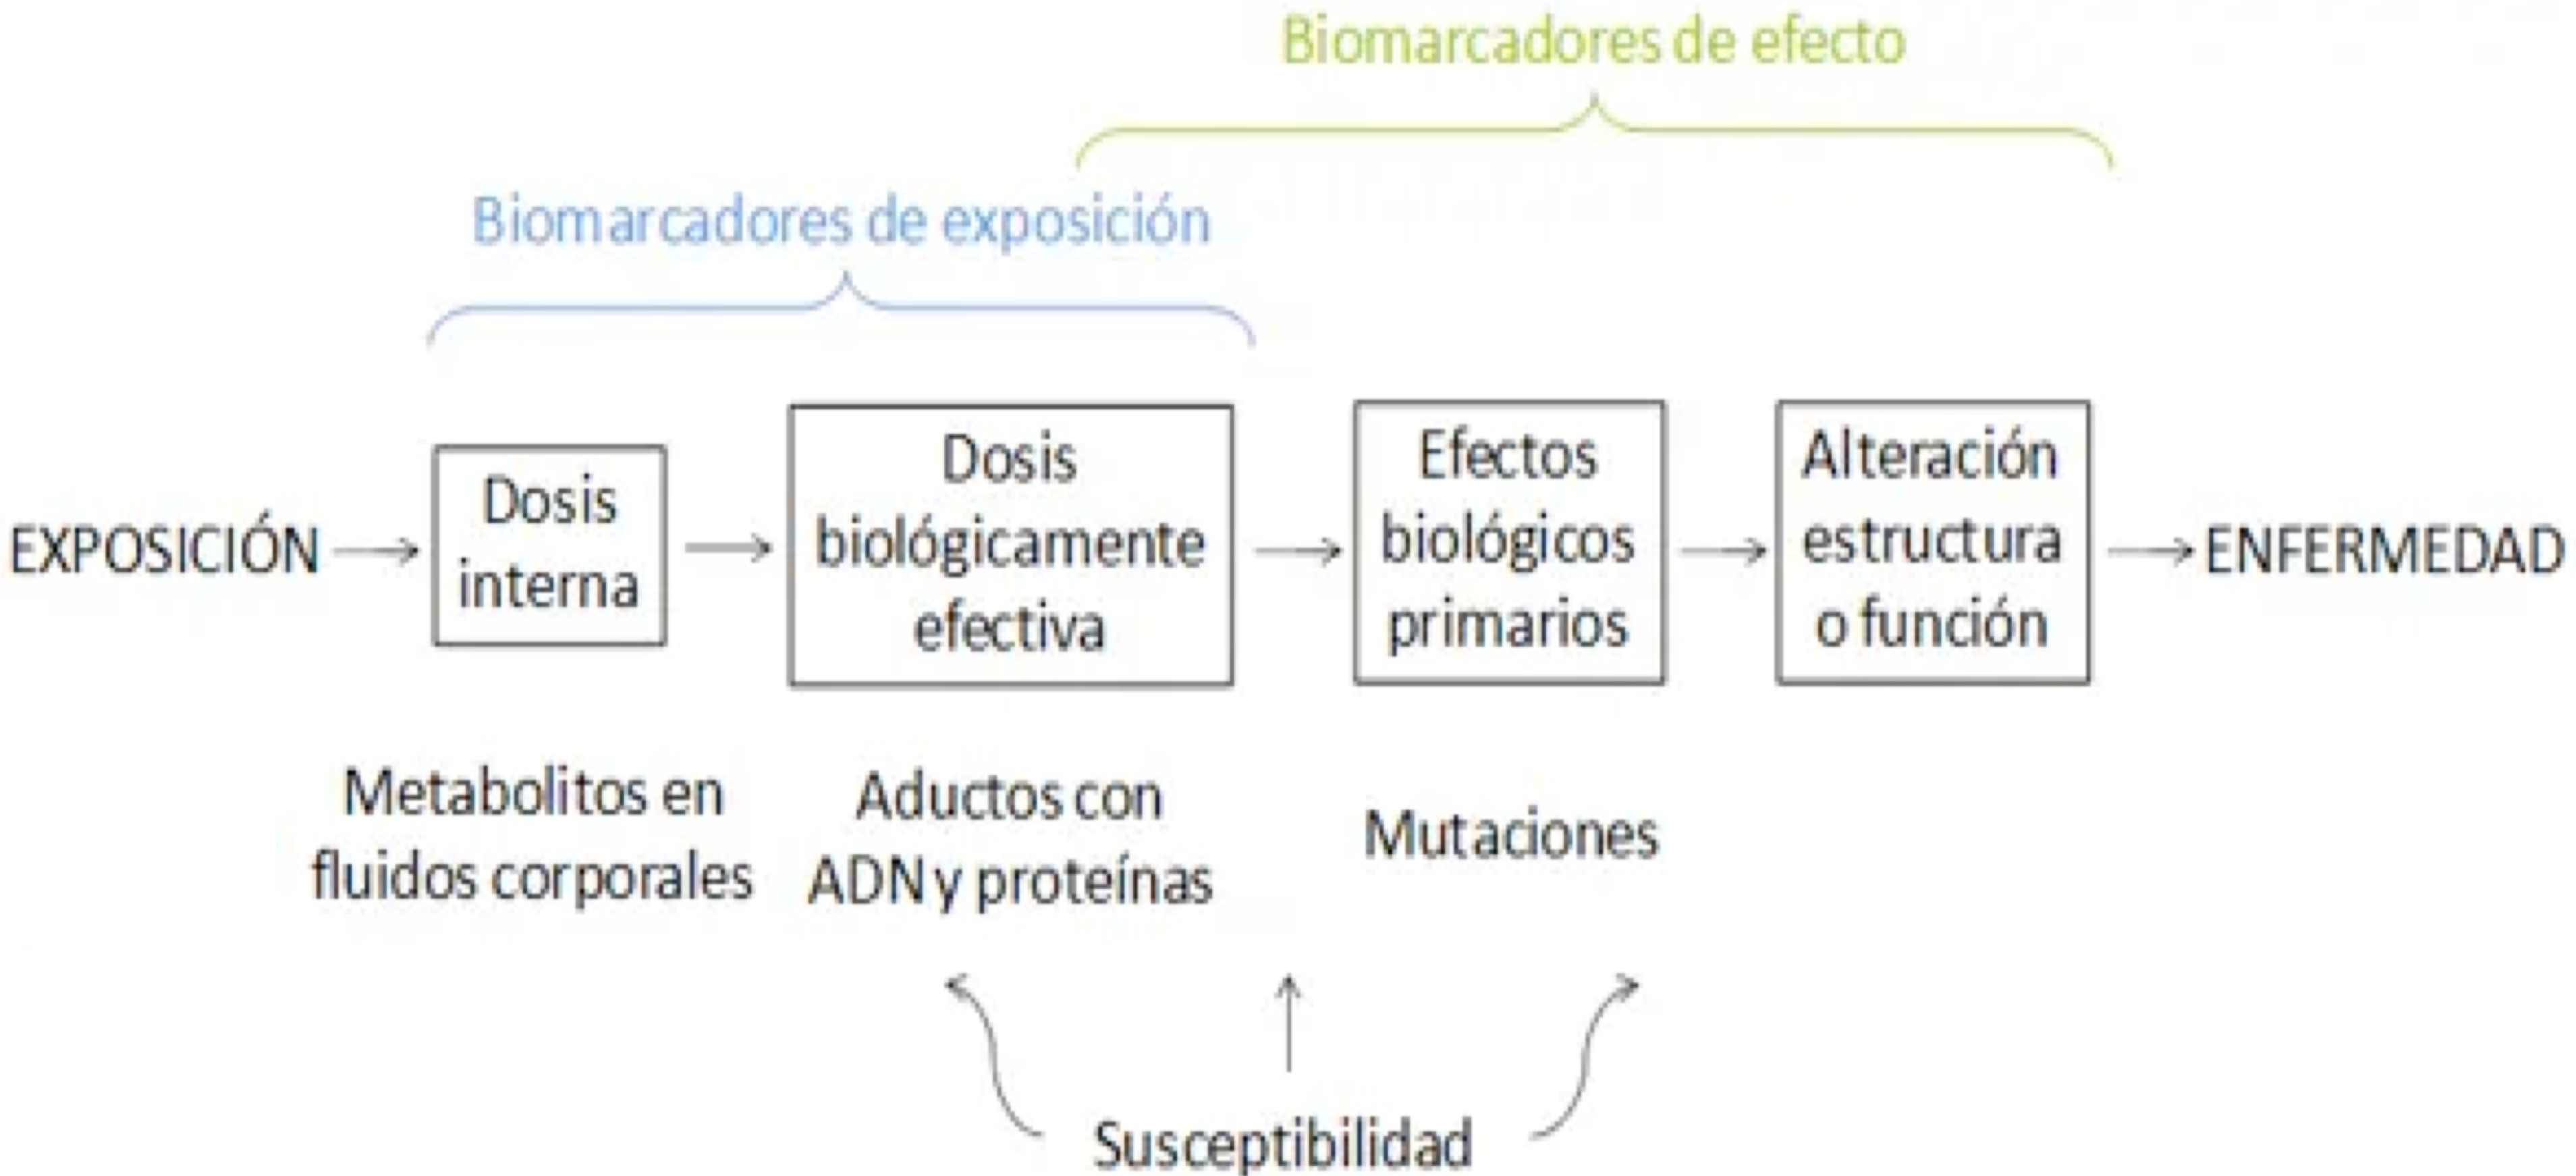 Biomarcadores de efecto
Biomarcadores de exposición
EXPOSICIÓN
Dosis
interna
Dosis
biológicamente
efectiva
Efectos
biológicos
primarios
Alteración
estructura
o función
ENFERMEDAD
Metabolitos en
fluidos corporales
Aductos con
ADN y proteínas
Mutaciones
Susceptibilidad